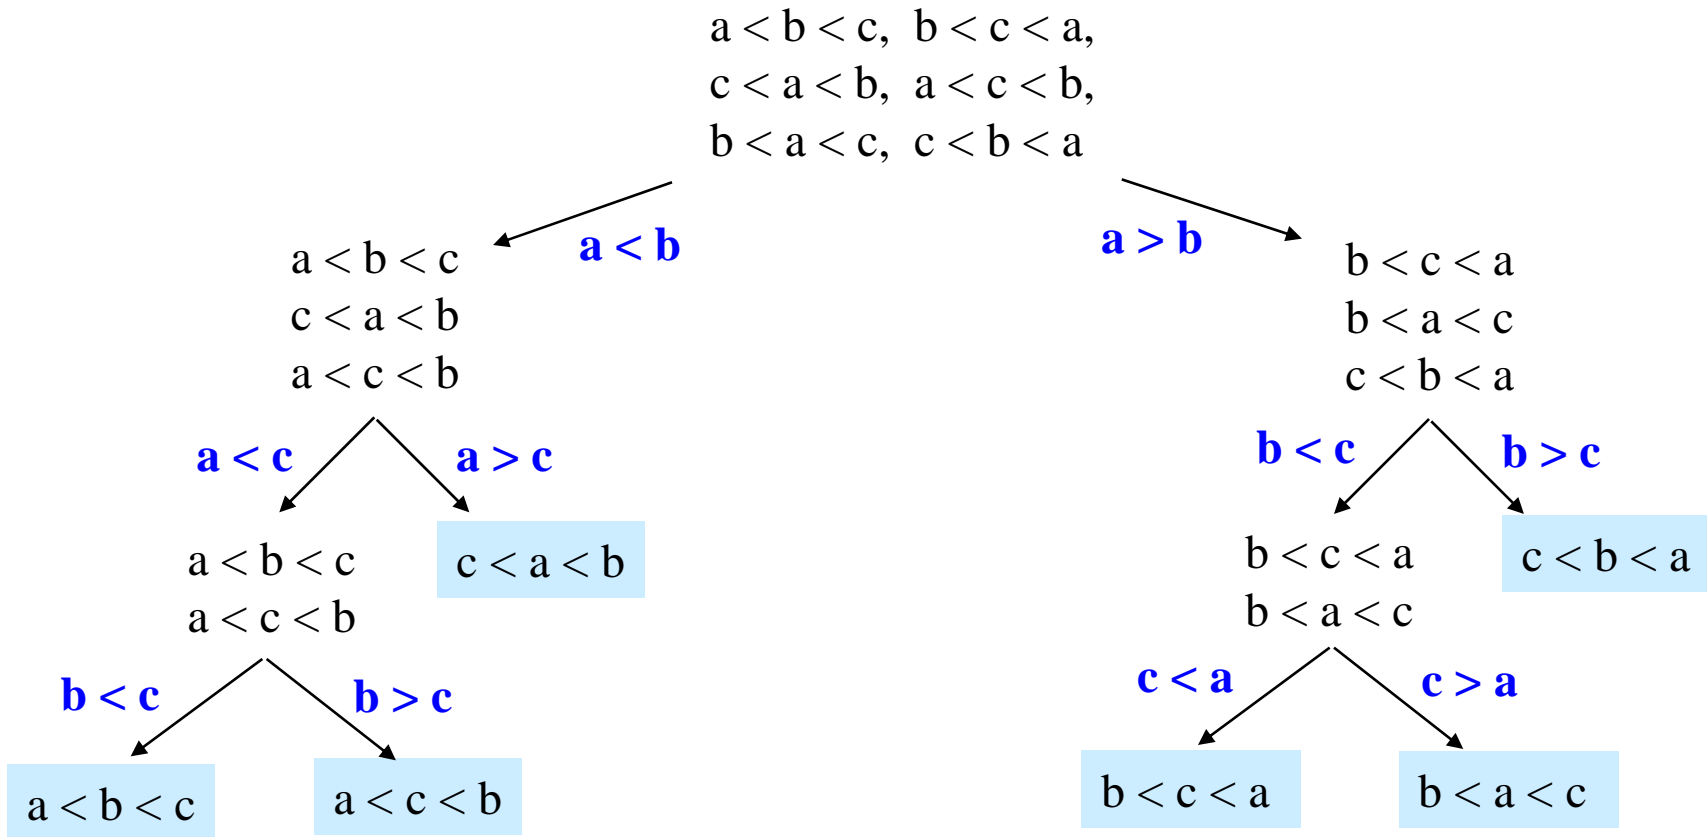 a < b < c, b < c < a,
c < a < b, a < c < b,
b < a < c, c < b < a
a < b
a > b
a < b < c
c < a < b
a < c < b
b < c < a
b < a < c
c < b < a
a < c
a > c
b < c
b > c
a < b < c
a < c < b
c < a < b
b < c < a
b < a < c
c < b < a
b < c
b > c
c < a
c > a
a < b < c
a < c < b
b < c < a
b < a < c